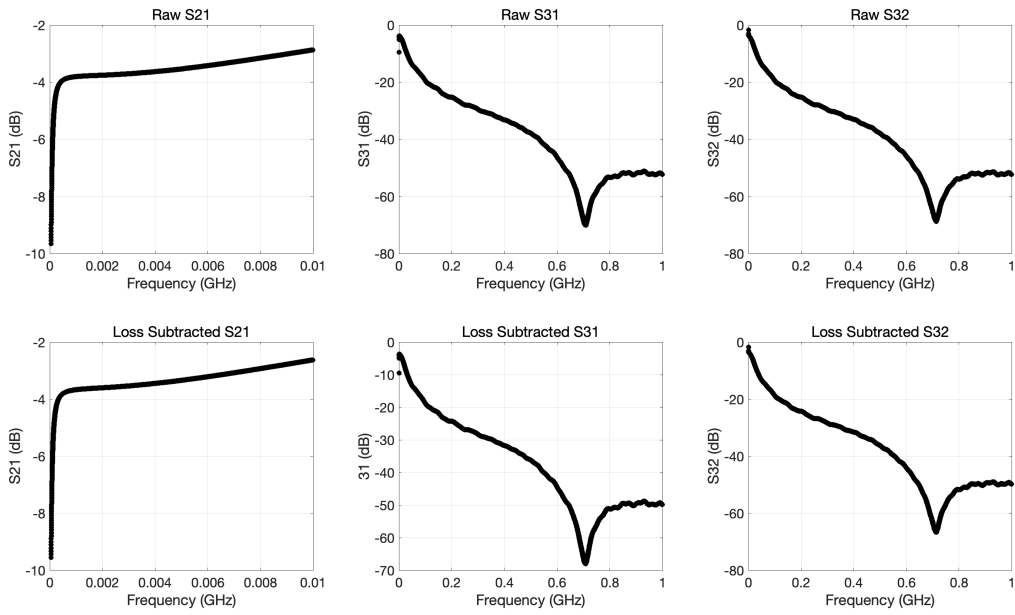 Raw S21
-2
-4
-6
-8
-10
S21 (dB)
0 0.002 0.004 0.006 0.008 0.01
Frequency (GHz)
Raw S31
0
-20
-40
-60
-80
S31 (dB)
0 0.2 0.4 0.6 0.8 1
Frequency (GHz)
Raw S32
0
-20
-40
-60
-80
S32 (dB)
0 0.2 0.4 0.6 0.8 1
Frequency (GHz)
Loss Subtracted S21
-2
-4
-6
-8
-10
S21 (dB)
0 0.002 0.004 0.006 0.008 0.01
Frequency (GHz)
Loss Subtracted S31
0
-10
-20
-30
-40
-50
-60
-70
31 (dB)
0 0.2 0.4 0.6 0.8 1
Frequency (GHz)
Loss Subtracted S32
0
-20
-40
-60
-80
S32 (dB)
0 0.2 0.4 0.6 0.8 1
Frequency (GHz)